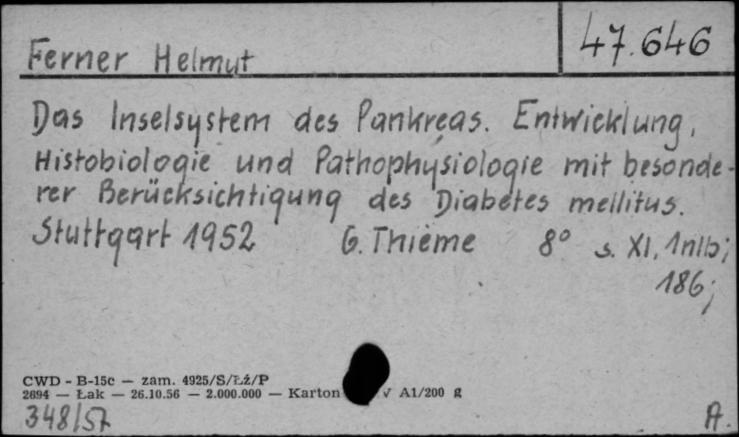 Ferner Helmut
47.646
Das Inselsystem des Pankreas. Entwicklung,
Histobiologie und Pathophysiologie mit besonde-
rer Berücksichtigung des Diabetes mellitus.
Stuttgart 1952 G. Thieme 8° s. XI, 1nlb;
186;
CWD - B-15c — zam. 4925/S/Łż/P
2694 — Łak — 26.10.56 — 2.000.000 — Karton V A1/200 g
348/57 A.